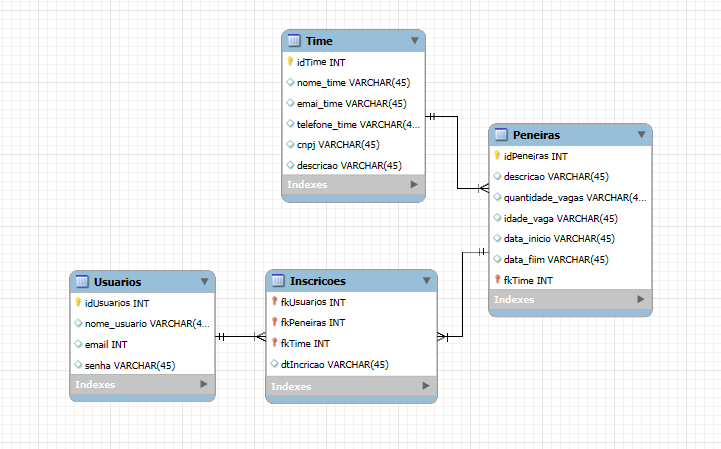 Time
idTime INT
nome_time VARCHAR(45)
emai_time VARCHAR(45)
telefone_time VARCHAR(4...
cnpj VARCHAR(45)
descricao VARCHAR(45)
Indexes
Peneiras
idPeneiras INT
descricao VARCHAR(45)
quantidade_vagas VARCHAR(4...
idade_vaga VARCHAR(45)
data_inicio VARCHAR(45)
data_fiim VARCHAR(45)
fkTime INT
Indexes
Usuarios
idUsuarios INT
nome_usuario VARCHAR(4...
email INT
senha VARCHAR(45)
Indexes
Inscricoes
fkUsuarios INT
fkPeneiras INT
fkTime INT
dtIncricao VARCHAR(45)
Indexes